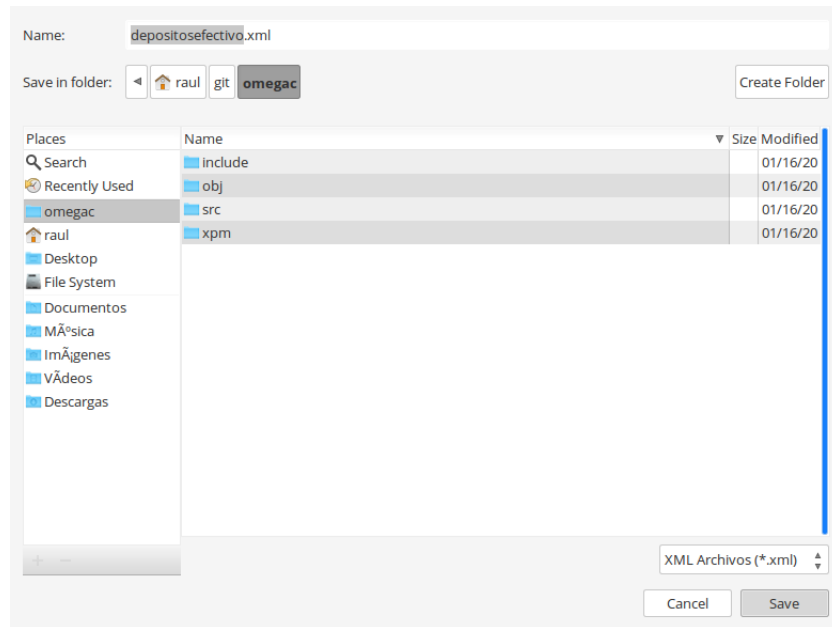 Name: depositosefectivo.xml
Save in folder: raul git omegac Create Folder
Places Name Size Modified
Search include 01/16/20
Recently Used obj 01/16/20
omegac src 01/16/20
raul xpm 01/16/20
Desktop
File System
Documentos
MÃºsica
ImÃ¡genes
VÃ­deos
Descargas
XML Archivos (*.xml)
Cancel Save